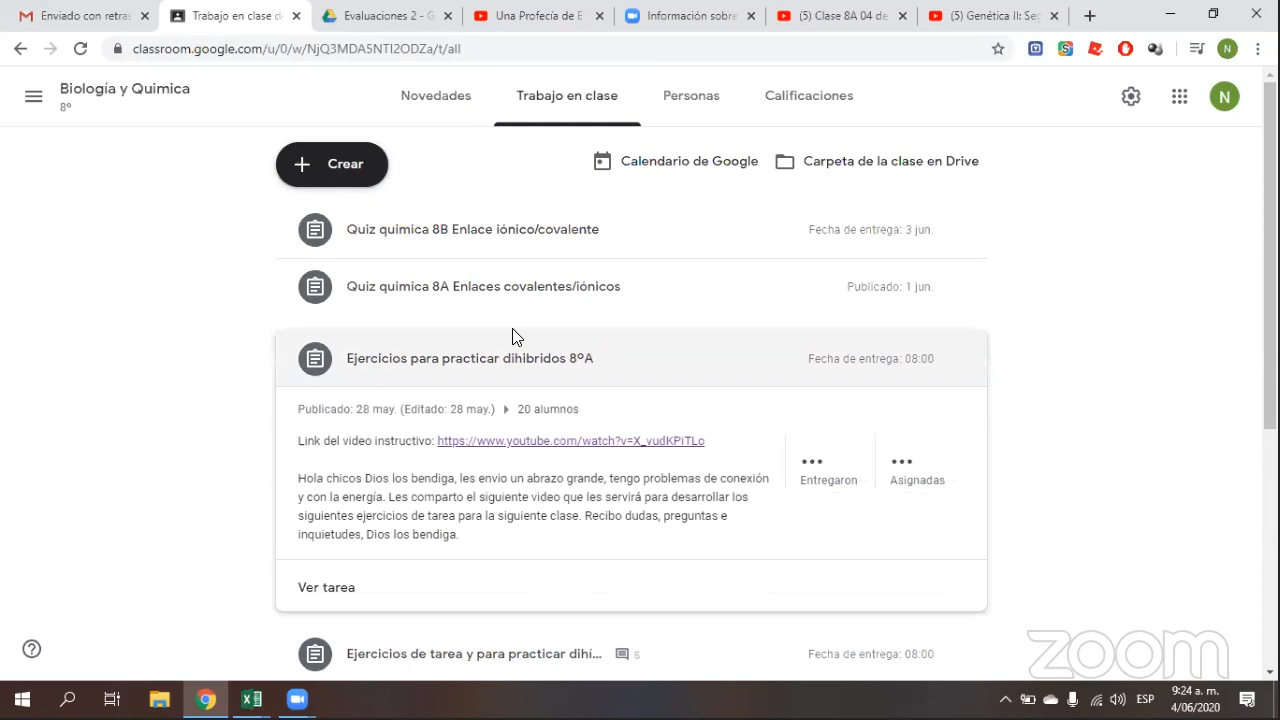 Enviado con retras
Trabajo en clase d
Evaluaciones 2 - G
Una Profecía de E
Información sobre
(5) Clase 8A 04 de
(5) Genética II: Se
classroom.google.com/u/0/w/NjQ3MDA5NTI2ODZa/t/all
N
Biología y Quimica
8º
Novedades
Trabajo en clase
Personas
Calificaciones
N
Crear
Calendario de Google
Carpeta de la clase en Drive
Quiz quimica 8B Enlace iónico/covalente
Fecha de entrega: 3 jun.
Quiz quimica 8A Enlaces covalentes/iónicos
Publicado: 1 jun.
Ejercicios para practicar dihibridos 8ºA
Fecha de entrega: 08:00
Publicado: 28 may. (Editado: 28 may.)
20 alumnos
Link del video instructivo: https://www.youtube.com/watch?v=X_vudKPiTLo
Hola chicos Dios los bendiga, les envio un abrazo grande, tengo problemas de conexión
y con la energía. Les comparto el siguiente video que les servirá para desarrollar los
siguientes ejercicios de tarea para la siguiente clase. Recibo dudas, preguntas e
inquietudes, Dios los bendiga.
Entregaron
Asignadas
Ver tarea
Ejercicios de tarea y para practicar dihí...
5
Fecha de entrega: 08:00
zoom
ESP
9:24 a. m.
4/06/2020